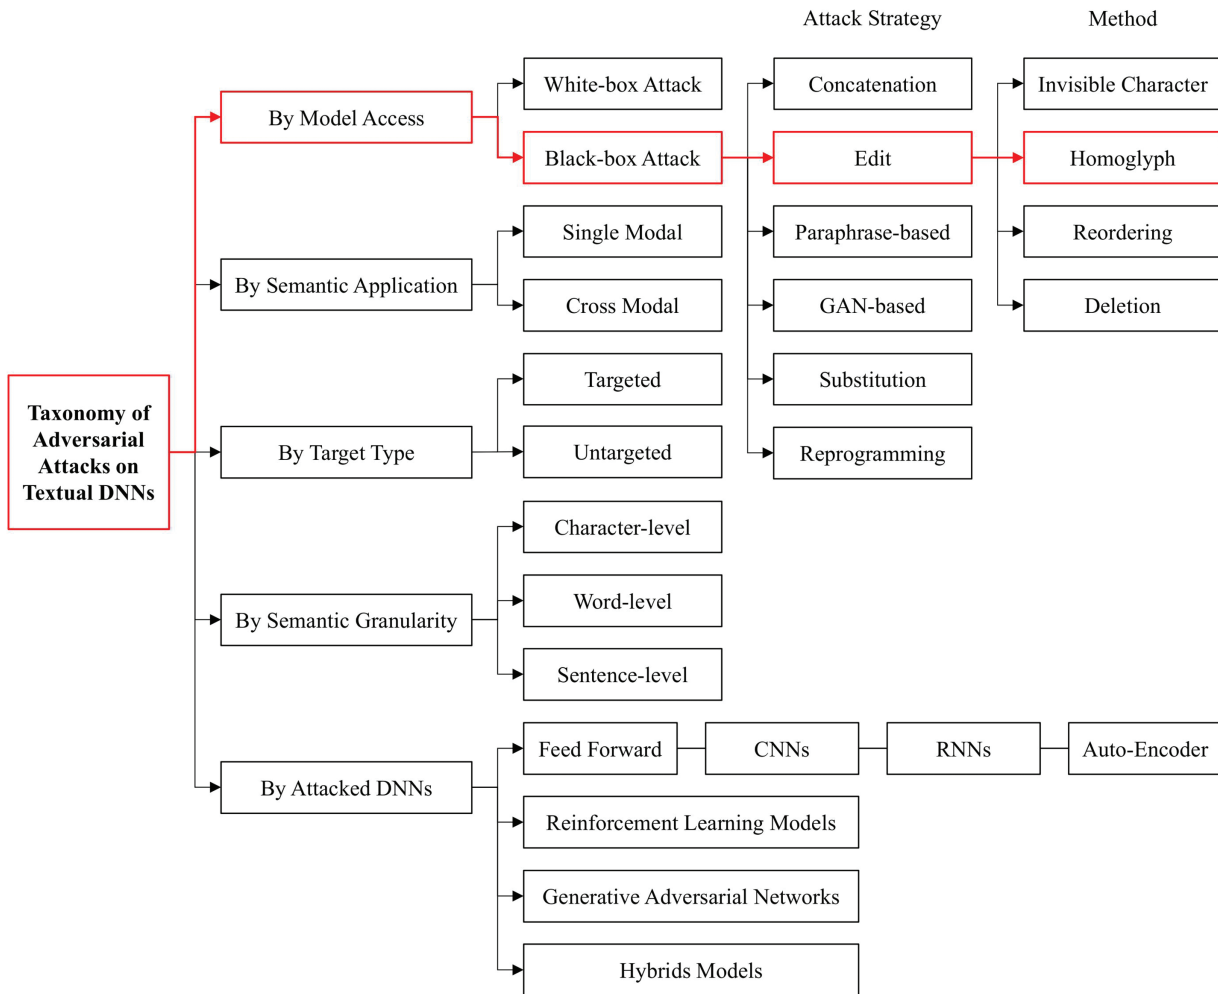 Attack Strategy
Method
White-box Attack
Concatenation
Invisible Character
By Model Access
Black-box Attack
Edit
Homoglyph
Single Modal
Paraphrase-based
Reordering
By Semantic Application
Cross Modal
GAN-based
Deletion
Targeted
Substitution
Taxonomy of
Adversarial
Attacks on
Textual DNNs
By Target Type
Untargeted
Reprogramming
Character-level
By Semantic Granularity
Word-level
Sentence-level
Feed Forward
CNNs
RNNs
Auto-Encoder
By Attacked DNNs
Reinforcement Learning Models
Generative Adversarial Networks
Hybrids Models